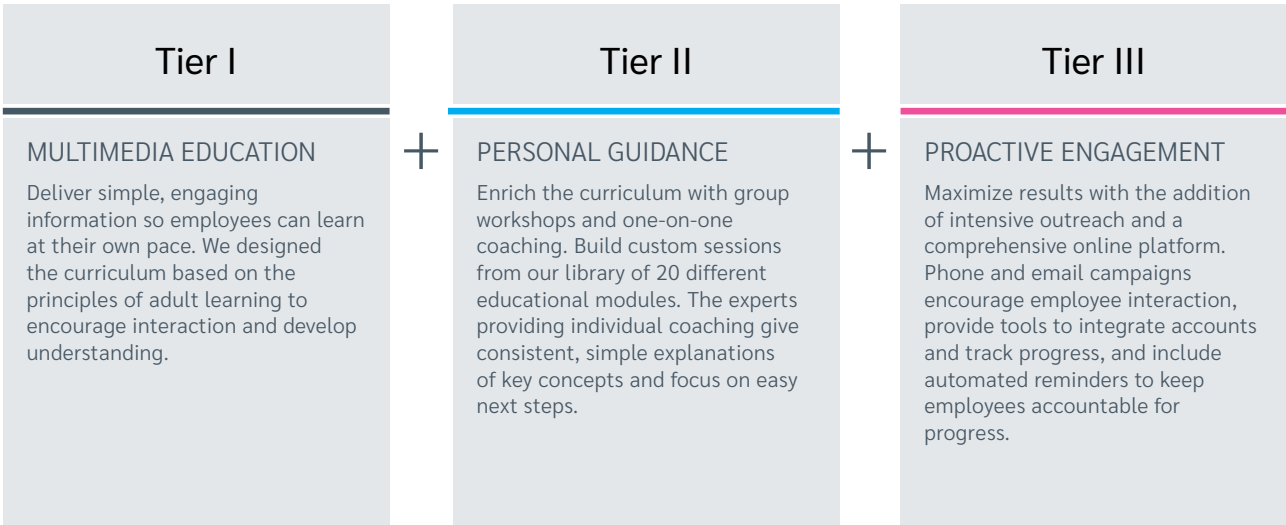 Tier I
MULTIMEDIA EDUCATION
Deliver simple, engaging
information so employees can learn
at their own pace. We designed
the curriculum based on the
principles of adult learning to
encourage interaction and develop
understanding.
+
Tier II
PERSONAL GUIDANCE
Enrich the curriculum with group
workshops and one-on-one
coaching. Build custom sessions
from our library of 20 different
educational modules. The experts
providing individual coaching give
consistent, simple explanations
of key concepts and focus on easy
next steps.
+
Tier III
PROACTIVE ENGAGEMENT
Maximize results with the addition
of intensive outreach and a
comprehensive online platform.
Phone and email campaigns
encourage employee interaction,
provide tools to integrate accounts
and track progress, and include
automated reminders to keep
employees accountable for
progress.